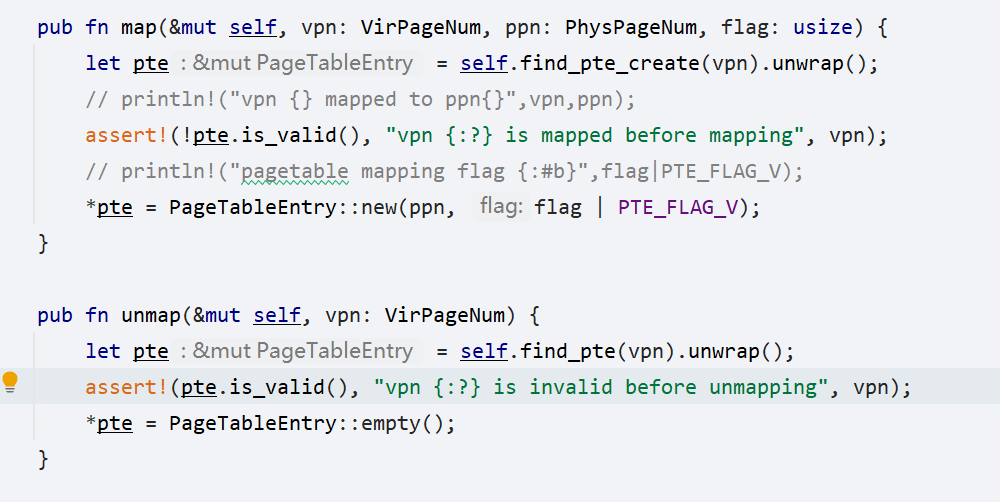 pub fn map(&mut self, vpn: VirPageNum, ppn: PhysPageNum, flag: usize) {
let pte : &mut PageTableEntry = self.find_pte_create(vpn).unwrap();
// println!("vpn {} mapped to ppn{}",vpn,ppn);
assert!(!pte.is_valid(), "vpn {:?} is mapped before mapping", vpn);
// println!("pagetable mapping flag {:#b}",flag|PTE_FLAG_V);
*pte = PageTableEntry::new(ppn, flag: flag | PTE_FLAG_V);
}
pub fn unmap(&mut self, vpn: VirPageNum) {
let pte : &mut PageTableEntry = self.find_pte(vpn).unwrap();
assert!(pte.is_valid(), "vpn {:?} is invalid before unmapping", vpn);
*pte = PageTableEntry::empty();
}